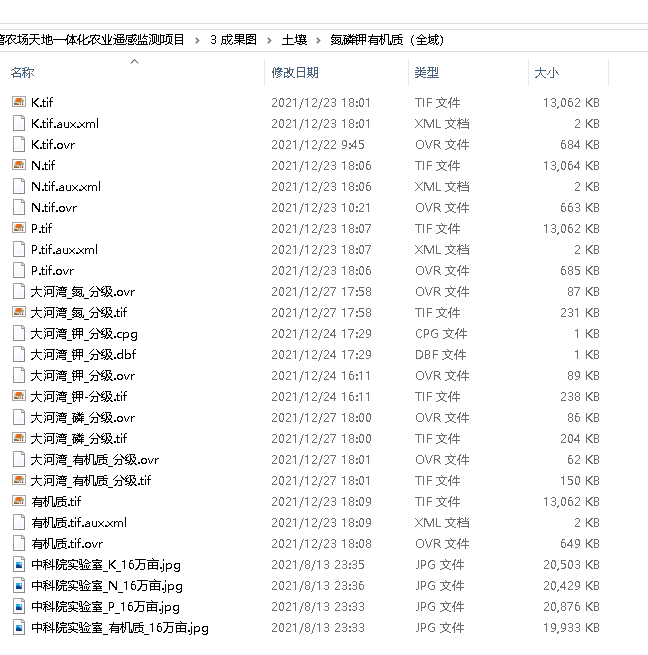 湾农场天地一体化农业遥感监测项目 › 3 成果图 › 土壤 › 氮磷钾有机质（全域）
名称 修改日期 类型 大小
K.tif 2021/12/23 18:01 TIF 文件 13,062 KB
K.tif.aux.xml 2021/12/23 18:01 XML 文档 2 KB
K.tif.ovr 2021/12/22 9:45 OVR 文件 684 KB
N.tif 2021/12/23 18:06 TIF 文件 13,064 KB
N.tif.aux.xml 2021/12/23 18:06 XML 文档 2 KB
N.tif.ovr 2021/12/23 10:21 OVR 文件 663 KB
P.tif 2021/12/23 18:07 TIF 文件 13,062 KB
P.tif.aux.xml 2021/12/23 18:07 XML 文档 2 KB
P.tif.ovr 2021/12/23 18:06 OVR 文件 685 KB
大河湾_氮_分级.ovr 2021/12/27 17:58 OVR 文件 87 KB
大河湾_氮_分级.tif 2021/12/27 17:58 TIF 文件 231 KB
大河湾_钾_分级.cpg 2021/12/24 17:29 CPG 文件 1 KB
大河湾_钾_分级.dbf 2021/12/24 17:29 DBF 文件 1 KB
大河湾_钾_分级.ovr 2021/12/24 16:11 OVR 文件 89 KB
大河湾_钾-分级.tif 2021/12/24 16:11 TIF 文件 238 KB
大河湾_磷_分级.ovr 2021/12/27 18:00 OVR 文件 86 KB
大河湾_磷_分级.tif 2021/12/27 18:00 TIF 文件 204 KB
大河湾_有机质_分级.ovr 2021/12/27 18:01 OVR 文件 62 KB
大河湾_有机质_分级.tif 2021/12/27 18:01 TIF 文件 150 KB
有机质.tif 2021/12/23 18:09 TIF 文件 13,062 KB
有机质.tif.aux.xml 2021/12/23 18:09 XML 文档 2 KB
有机质.tif.ovr 2021/12/23 18:08 OVR 文件 649 KB
中科院实验室_K_16万亩.jpg 2021/8/13 23:35 JPG 文件 20,503 KB
中科院实验室_N_16万亩.jpg 2021/8/13 23:36 JPG 文件 20,429 KB
中科院实验室_P_16万亩.jpg 2021/8/13 23:33 JPG 文件 20,876 KB
中科院实验室_有机质_16万亩.jpg 2021/8/13 23:33 JPG 文件 19,933 KB